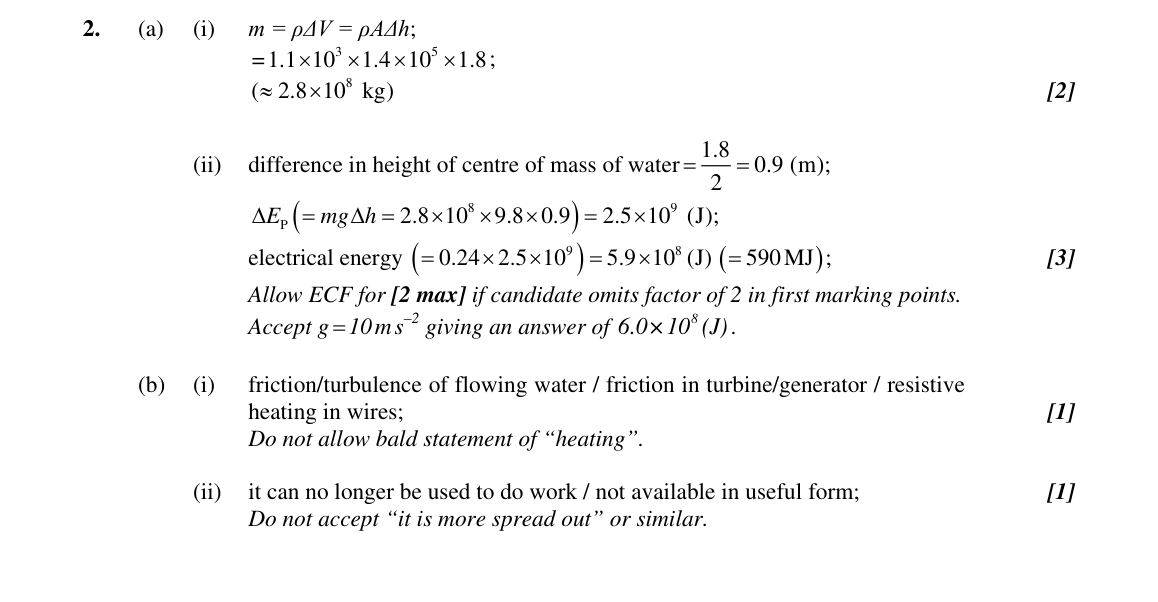 2. (a) (i) m = ρΔV = ρAΔh;
= 1.1×10³ ×1.4×10⁵ ×1.8;
(≈ 2.8×10⁸ kg) [2]
(ii) difference in height of centre of mass of water = 1.8/2 = 0.9 (m);
ΔE_P (= mgΔh = 2.8×10⁸ ×9.8×0.9) = 2.5×10⁹ (J);
electrical energy (= 0.24×2.5×10⁹) = 5.9×10⁸ (J) (= 590 MJ); [3]
Allow ECF for [2 max] if candidate omits factor of 2 in first marking points.
Accept g = 10 m s⁻² giving an answer of 6.0×10⁸ (J).
(b) (i) friction/turbulence of flowing water / friction in turbine/generator / resistive
heating in wires; [1]
Do not allow bald statement of “heating”.
(ii) it can no longer be used to do work / not available in useful form; [1]
Do not accept “it is more spread out” or similar.